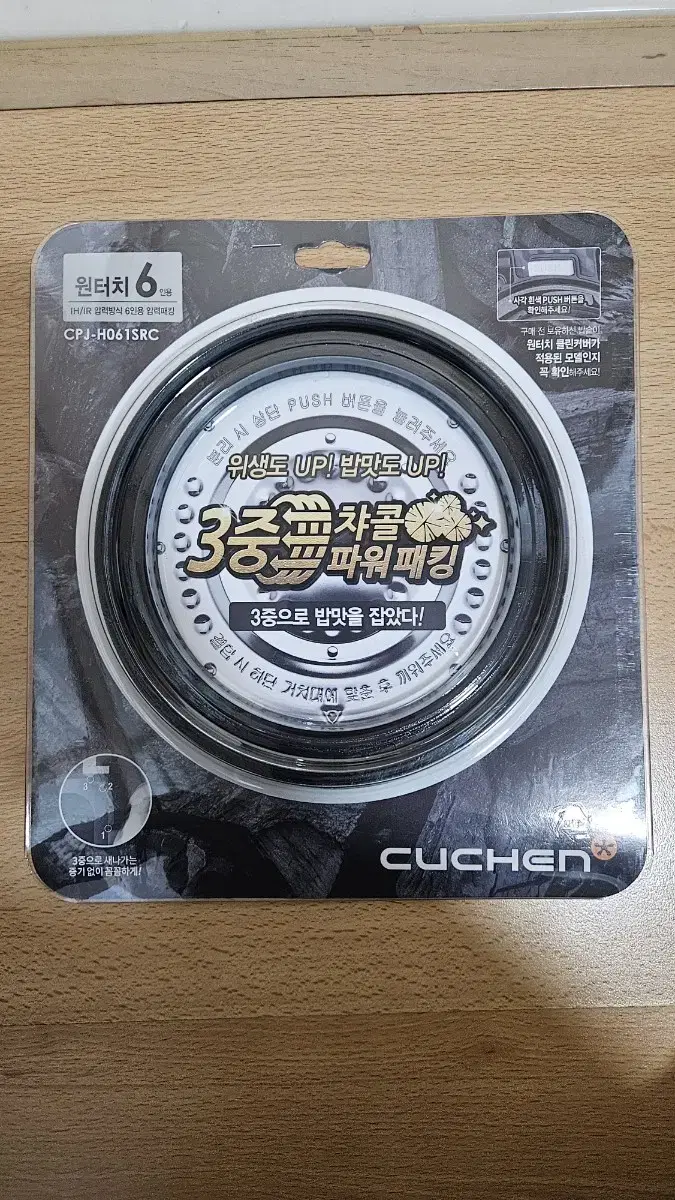 원터치 6 인용
IH/IR 압력방식 6인용 압력패킹
CPJ-H061SRC
사각 흰색 PUSH 버튼을
확인해주세요!
구매 전 보유하신 밥솥이
원터치 클린커버가
적용된 모델인지
꼭 확인해주세요!
분리 시 상단 PUSH 버튼을 눌러주세요
위생도 UP! 밥맛도 UP!
3중 차콜
파워패킹
3중으로 밥맛을 잡았다!
결합 시 하단 거치대에 맞춘 후 끼워주세요
3 2
1
3중으로 새나가는
증기 없이 꼼꼼하게!
CUCHEN